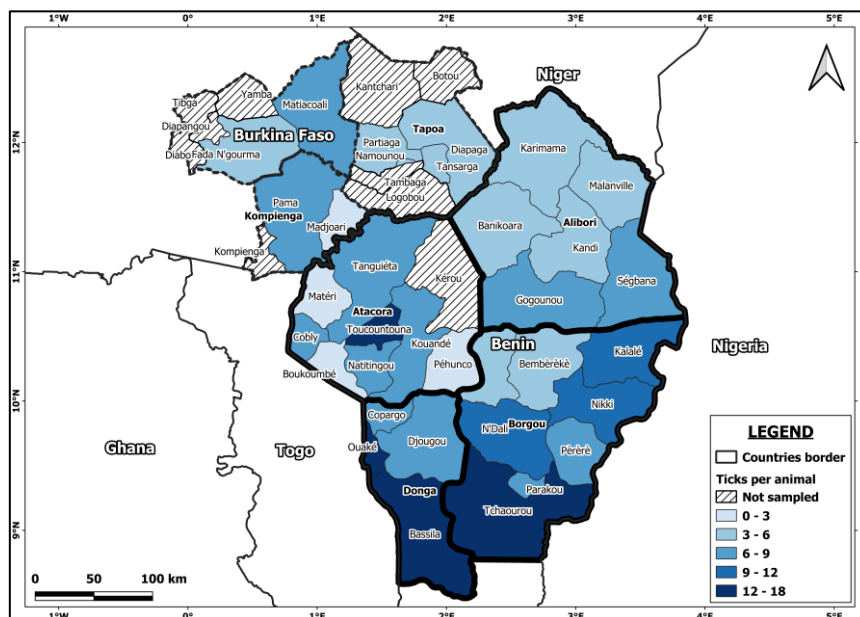 1°W 0° 1°E 2°E 3°E 4°E 5°E
Niger
Botou
Kantchari
Yamba
Tibga
Matiacoali
Diapangou
Burkina Faso
Tapoa
12°N
12°N
Partiaga
Diapaga
Karimama
Diabo
Fada N'gourma
Namounou
Tansarga
Tambaga
Malanville
Logobou
Pama
Kompienga
Madjoari
Banikoara
Alibori
Kandi
Kompienga
Tanguiéta
Kérou
11°N
11°N
Ségbana
Matéri
Gogounou
Atacora
Toucountouna
Cobly
Kouandé
Benin
Kalalé
Nigeria
Natitingou
Péhunco
Bembèrèkè
Boukoumbé
10°N
10°N
Copargo
Nikki
N'Dali
Borgou
Ghana
Togo
Ouaké
Djougou
Pèrèrè
Donga
Parakou
Tchaourou
Bassila
9°N
9°N
LEGEND
Countries border
Ticks per animal
Not sampled
0 - 3
3 - 6
6 - 9
9 - 12
12 - 18
0 50 100 km
1°W 0° 1°E 2°E 3°E 4°E 5°E